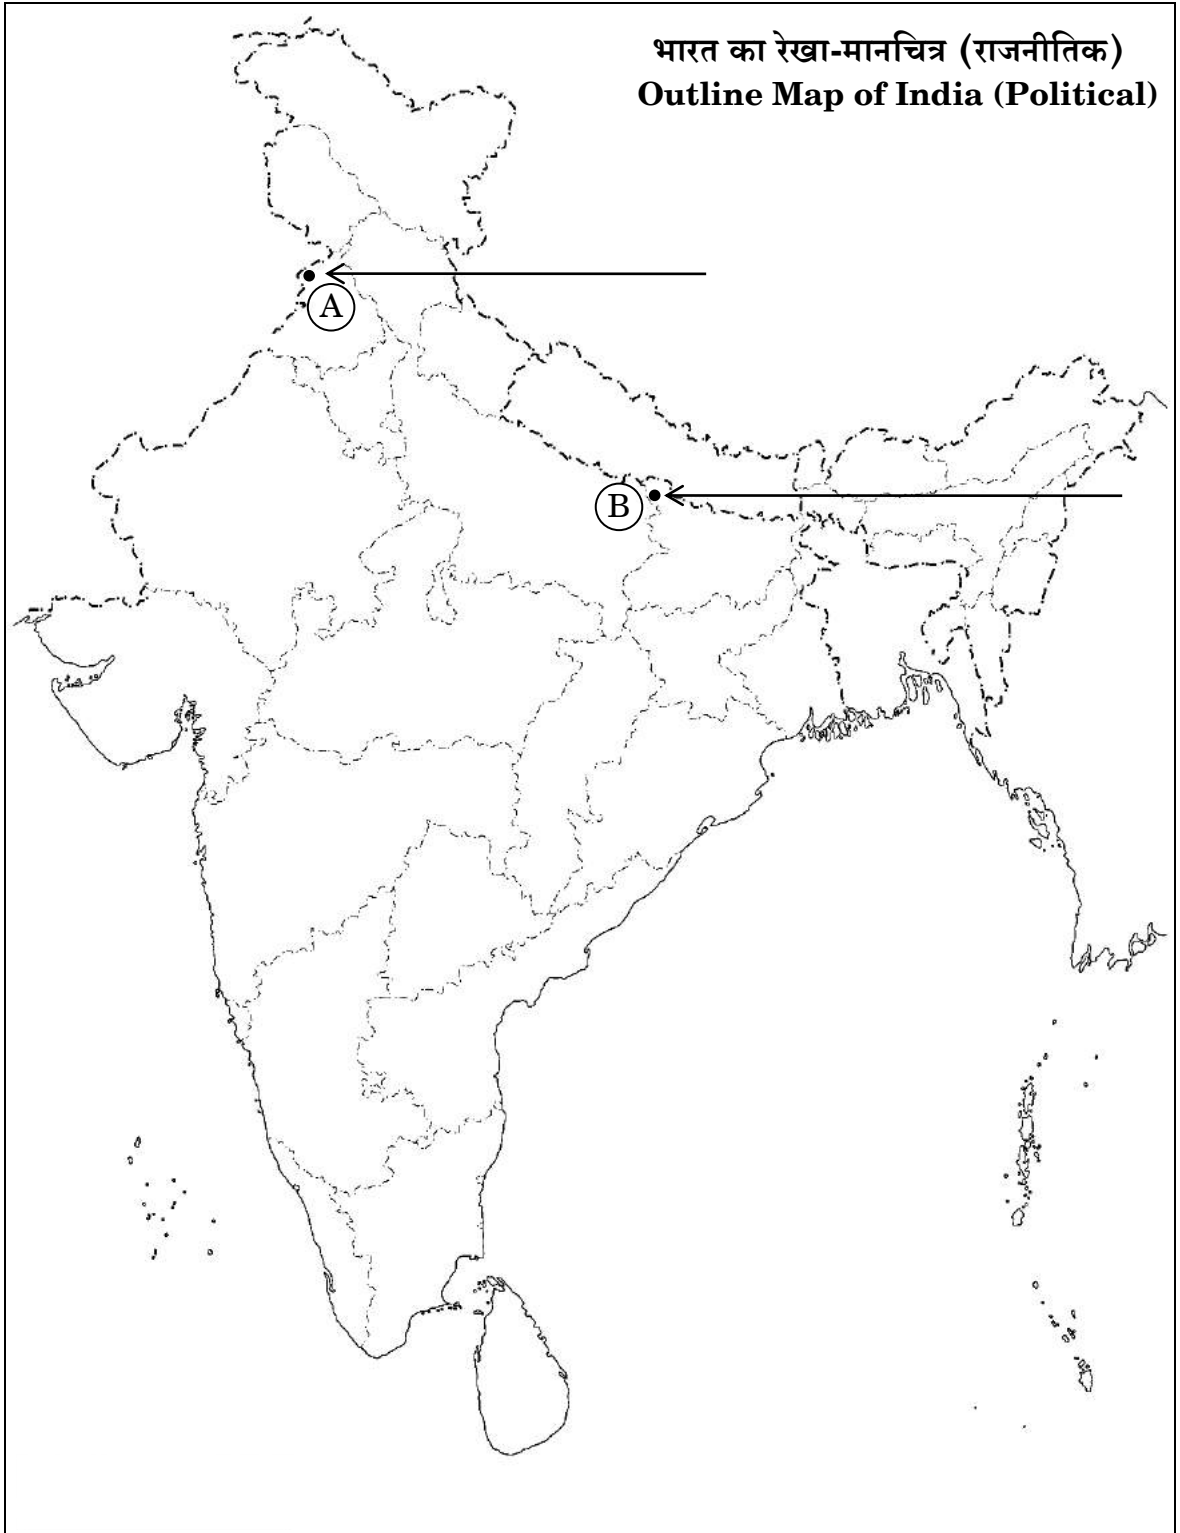 भारत का रेखा-मानचित्र (राजनीतिक)
Outline Map of India (Political)
A
B